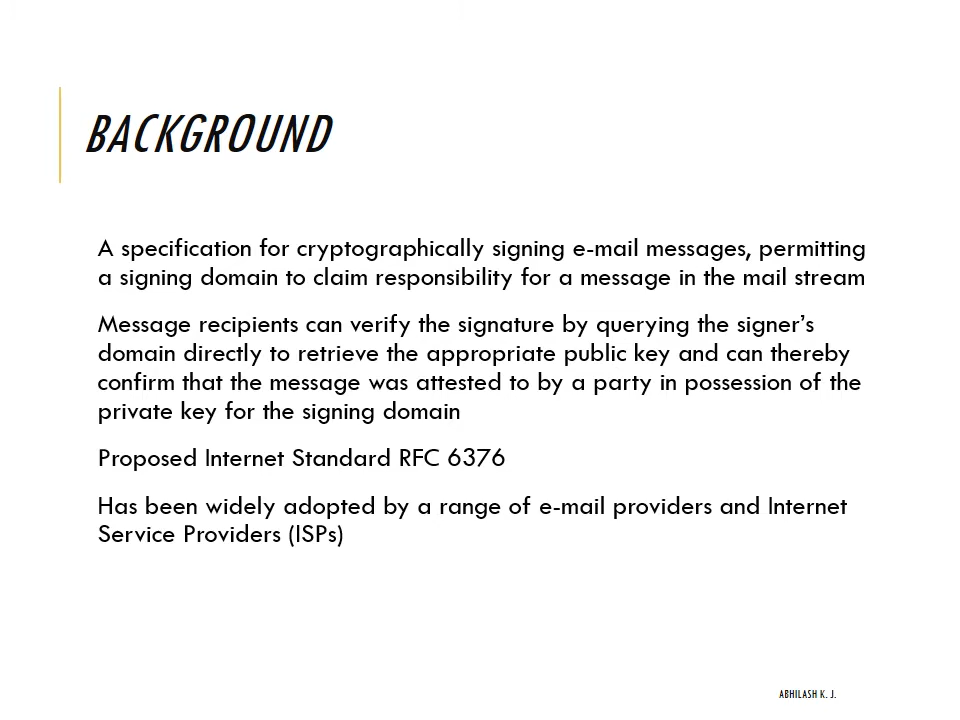 BACKGROUND
A specification for cryptographically signing e-mail messages, permitting
a signing domain to claim responsibility for a message in the mail stream
Message recipients can verify the signature by querying the signer’s
domain directly to retrieve the appropriate public key and can thereby
confirm that the message was attested to by a party in possession of the
private key for the signing domain
Proposed Internet Standard RFC 6376
Has been widely adopted by a range of e-mail providers and Internet
Service Providers (ISPs)
ABHILASH K. J.